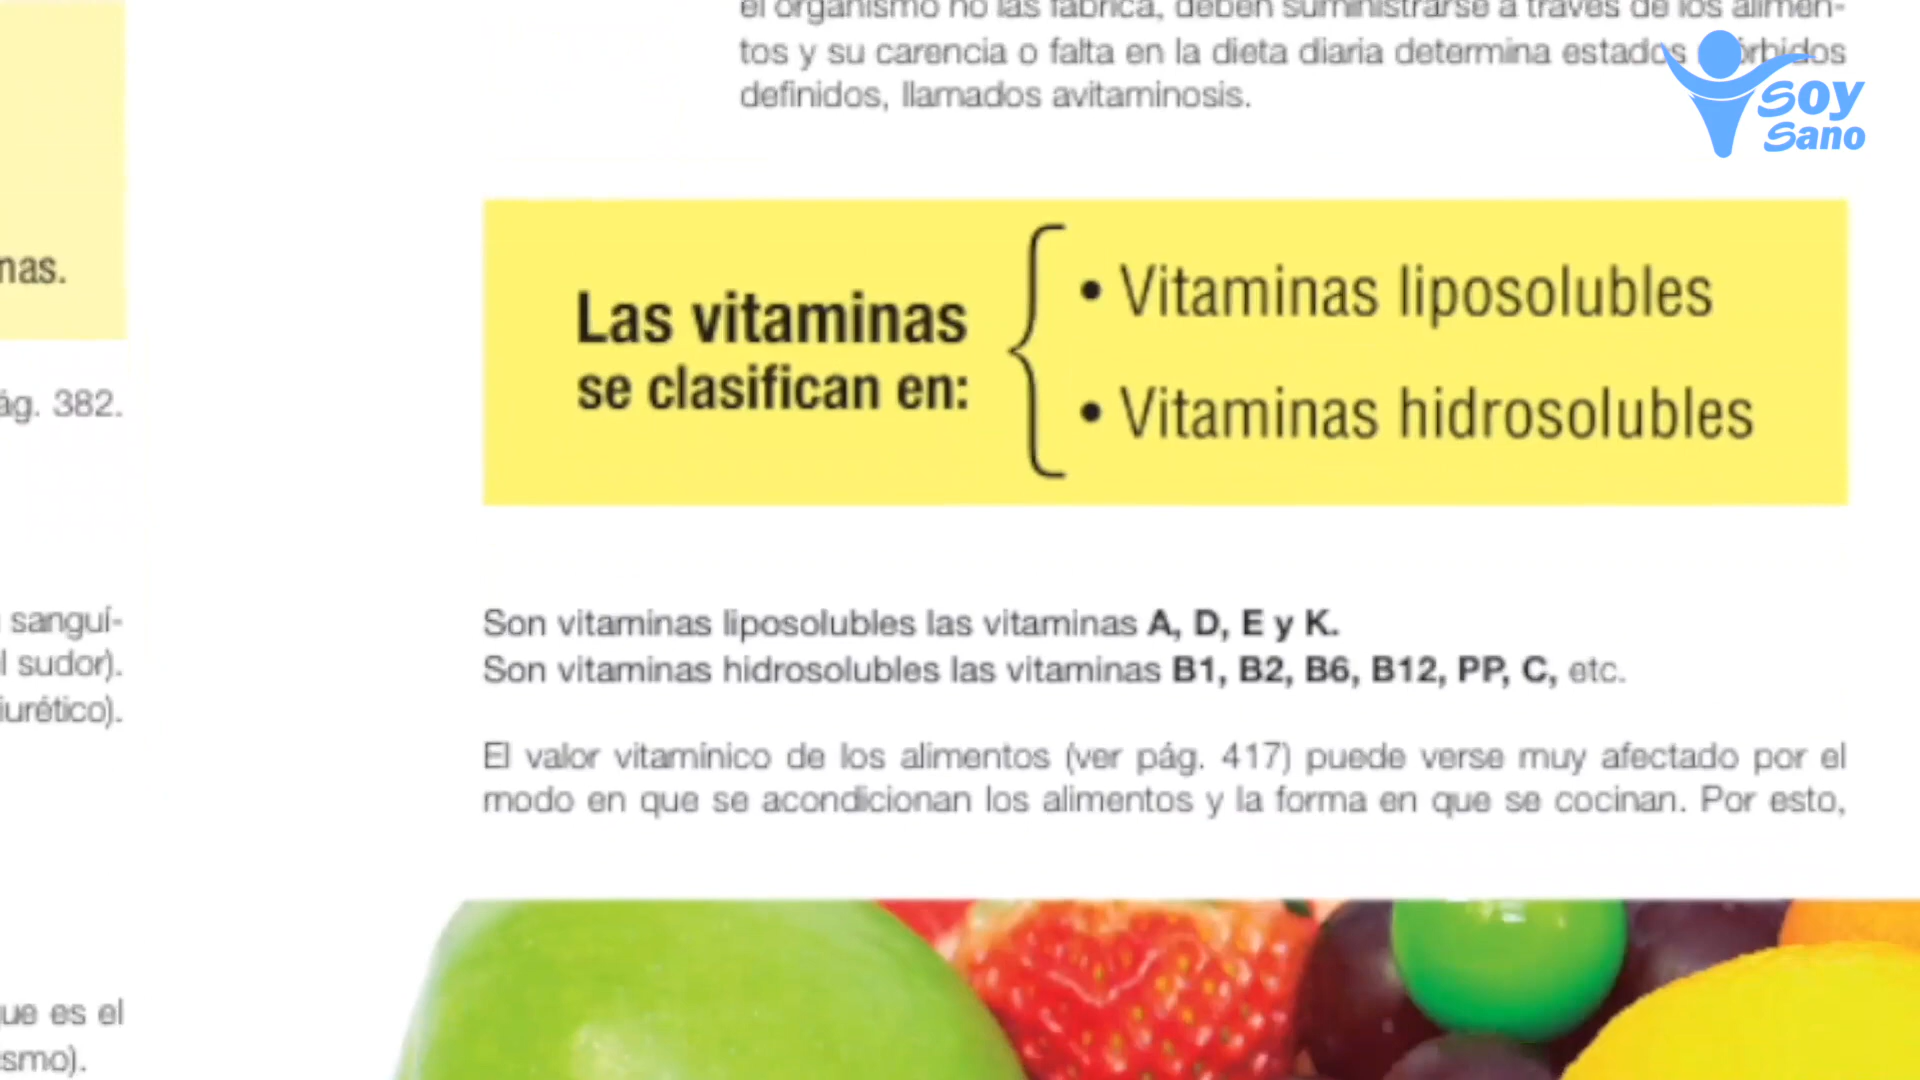 el organismo no las fabrica, deben suministrarse a través de los alimen-
tos y su carencia o falta en la dieta diaria determina estados
definidos, llamados avitaminosis.
Soy
Sano
nas.
Las vitaminas
se clasifican en:
• Vitaminas liposolubles
• Vitaminas hidrosolubles
ág. 382.
sanguí-
l sudor).
iurético).
Son vitaminas liposolubles las vitaminas A, D, E y K.
Son vitaminas hidrosolubles las vitaminas B1, B2, B6, B12, PP, C, etc.
El valor vitamínico de los alimentos (ver pág. 417) puede verse muy afectado por el
modo en que se acondicionan los alimentos y la forma en que se cocinan. Por esto,
ue es el
smo).